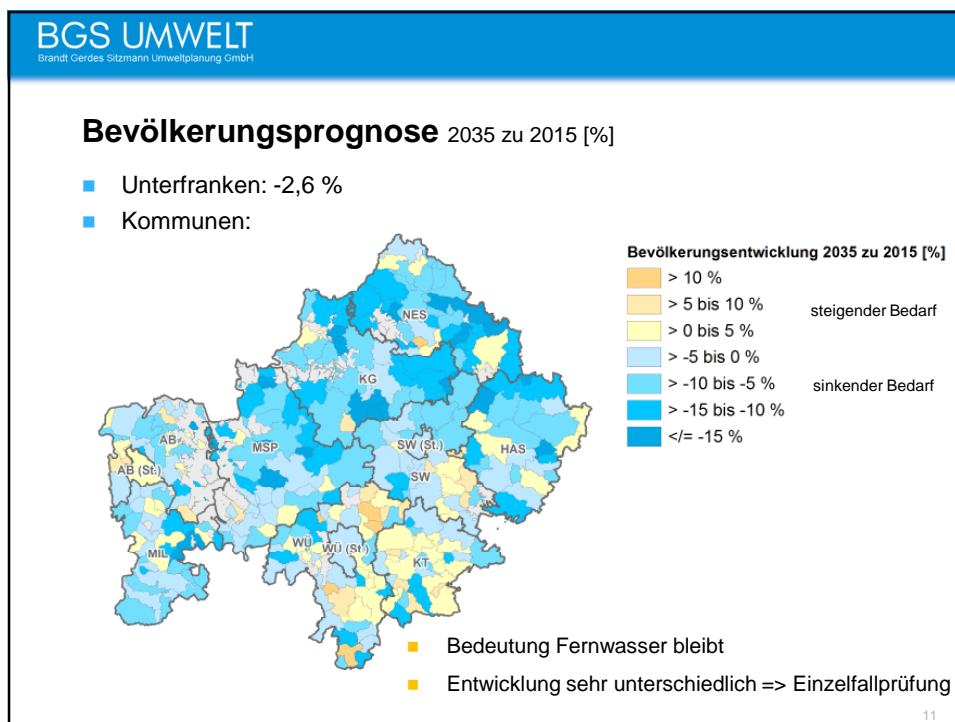 BGS UMWELT
Brandt Gerdes Sitzmann Umweltplanung GmbH
Bevölkerungsprognose 2035 zu 2015 [%]
Unterfranken: -2,6 %
Kommunen:
Bevölkerungsentwicklung 2035 zu 2015 [%]
> 10 %
> 5 bis 10 %
steigender Bedarf
> 0 bis 5 %
> -5 bis 0 %
> -10 bis -5 %
sinkender Bedarf
> -15 bis -10 %
</= -15 %
NES
KG
AB
MSP
SW (St.)
HAS
AB (St.)
SW
MIL
WÜ
WÜ (St.)
KT
Bedeutung Fernwasser bleibt
Entwicklung sehr unterschiedlich => Einzelfallprüfung
11